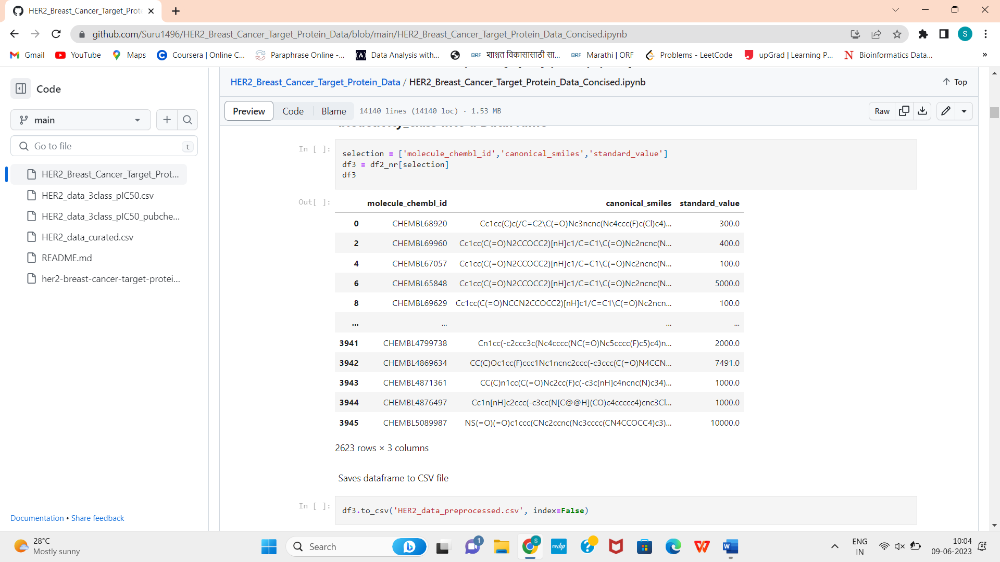 HER2_Breast_Cancer_Target_Prote
github.com/Suru1496/HER2_Breast_Cancer_Target_Protein_Data/blob/main/HER2_Breast_Cancer_Target_Protein_Data_Concised.ipynb
S
Gmail YouTube Maps Coursera | Online C... Paraphrase Online -... Data Analysis with... शाश्वत विकासासाठी सा... Marathi | ORF Problems - LeetCode upGrad | Learning P... Bioinformatics Data... »
Code
main
Go to file t
HER2_Breast_Cancer_Target_Prot...
HER2_data_3class_pIC50.csv
HER2_data_3class_pIC50_pubche...
HER2_data_curated.csv
README.md
her2-breast-cancer-target-protei...
Documentation • Share feedback
HER2_Breast_Cancer_Target_Protein_Data / HER2_Breast_Cancer_Target_Protein_Data_Concised.ipynb Top
Preview Code Blame 14140 lines (14140 loc) · 1.53 MB Raw
bioactivity_class into a DataFrame
In [ ]:
selection = ['molecule_chembl_id','canonical_smiles','standard_value']
df3 = df2_nr[selection]
df3
Out[ ]:
molecule_chembl_id canonical_smiles standard_value
0 CHEMBL68920 Cc1cc(C)c(/C=C2\C(=O)Nc3ncnc(Nc4ccc(F)c(Cl)c4)... 300.0
2 CHEMBL69960 Cc1cc(C(=O)N2CCOCC2)[nH]c1/C=C1\C(=O)Nc2ncnc(N... 400.0
4 CHEMBL67057 Cc1cc(C(=O)N2CCOCC2)[nH]c1/C=C1\C(=O)Nc2ncnc(N... 100.0
6 CHEMBL65848 Cc1cc(C(=O)N2CCOCC2)[nH]c1/C=C1\C(=O)Nc2ncnc(N... 5000.0
8 CHEMBL69629 Cc1cc(C(=O)NCCN2CCOCC2)[nH]c1/C=C1\C(=O)Nc2ncn... 100.0
... ... ... ...
3941 CHEMBL4799738 Cn1cc(-c2ccc3c(Nc4cccc(NC(=O)Nc5cccc(F)c5)c4)n... 2000.0
3942 CHEMBL4869634 CC(C)Oc1cc(F)ccc1Nc1ncnc2ccc(-c3ccc(C(=O)N4CCN... 7491.0
3943 CHEMBL4871361 CC(C)n1cc(C(=O)Nc2cc(F)c(-c3c[nH]c4ncnc(N)c34)... 1000.0
3944 CHEMBL4876497 Cc1n[nH]c2ccc(-c3cc(N[C@@H](CO)c4ccccc4)cnc3Cl... 1000.0
3945 CHEMBL5089987 NS(=O)(=O)c1ccc(CNc2ccnc(Nc3cccc(CN4CCOCC4)c3)... 10000.0
2623 rows × 3 columns
Saves dataframe to CSV file
In [ ]:
df3.to_csv('HER2_data_preprocessed.csv', index=False)
28°C
Mostly sunny
Search
1
S
myhp
ENG
IN
10:04
09-06-2023